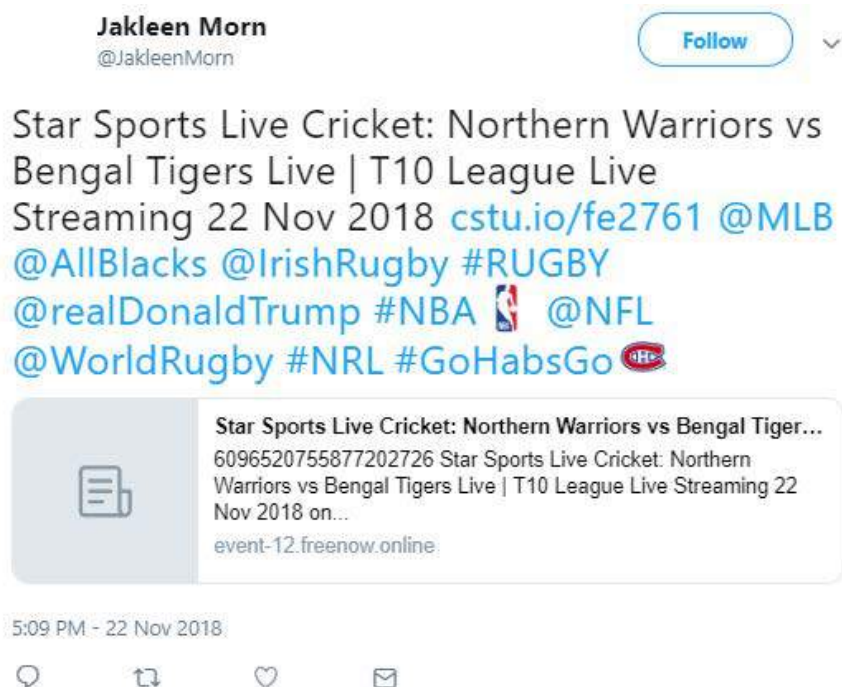 Jakleen Morn
Follow
@JakleenMorn
Star Sports Live Cricket: Northern Warriors vs
Bengal Tigers Live | T10 League Live
Streaming 22 Nov 2018 cstu.io/fe2761 @MLB
@AllBlacks @IrishRugby #RUGBY
@realDonaldTrump #NBA @NFL
@WorldRugby #NRL #GoHabsGo
Star Sports Live Cricket: Northern Warriors vs Bengal Tiger...
6096520755877202726 Star Sports Live Cricket: Northern
Warriors vs Bengal Tigers Live | T10 League Live Streaming 22
Nov 2018 on...
event-12.freenow.online
5:09 PM - 22 Nov 2018